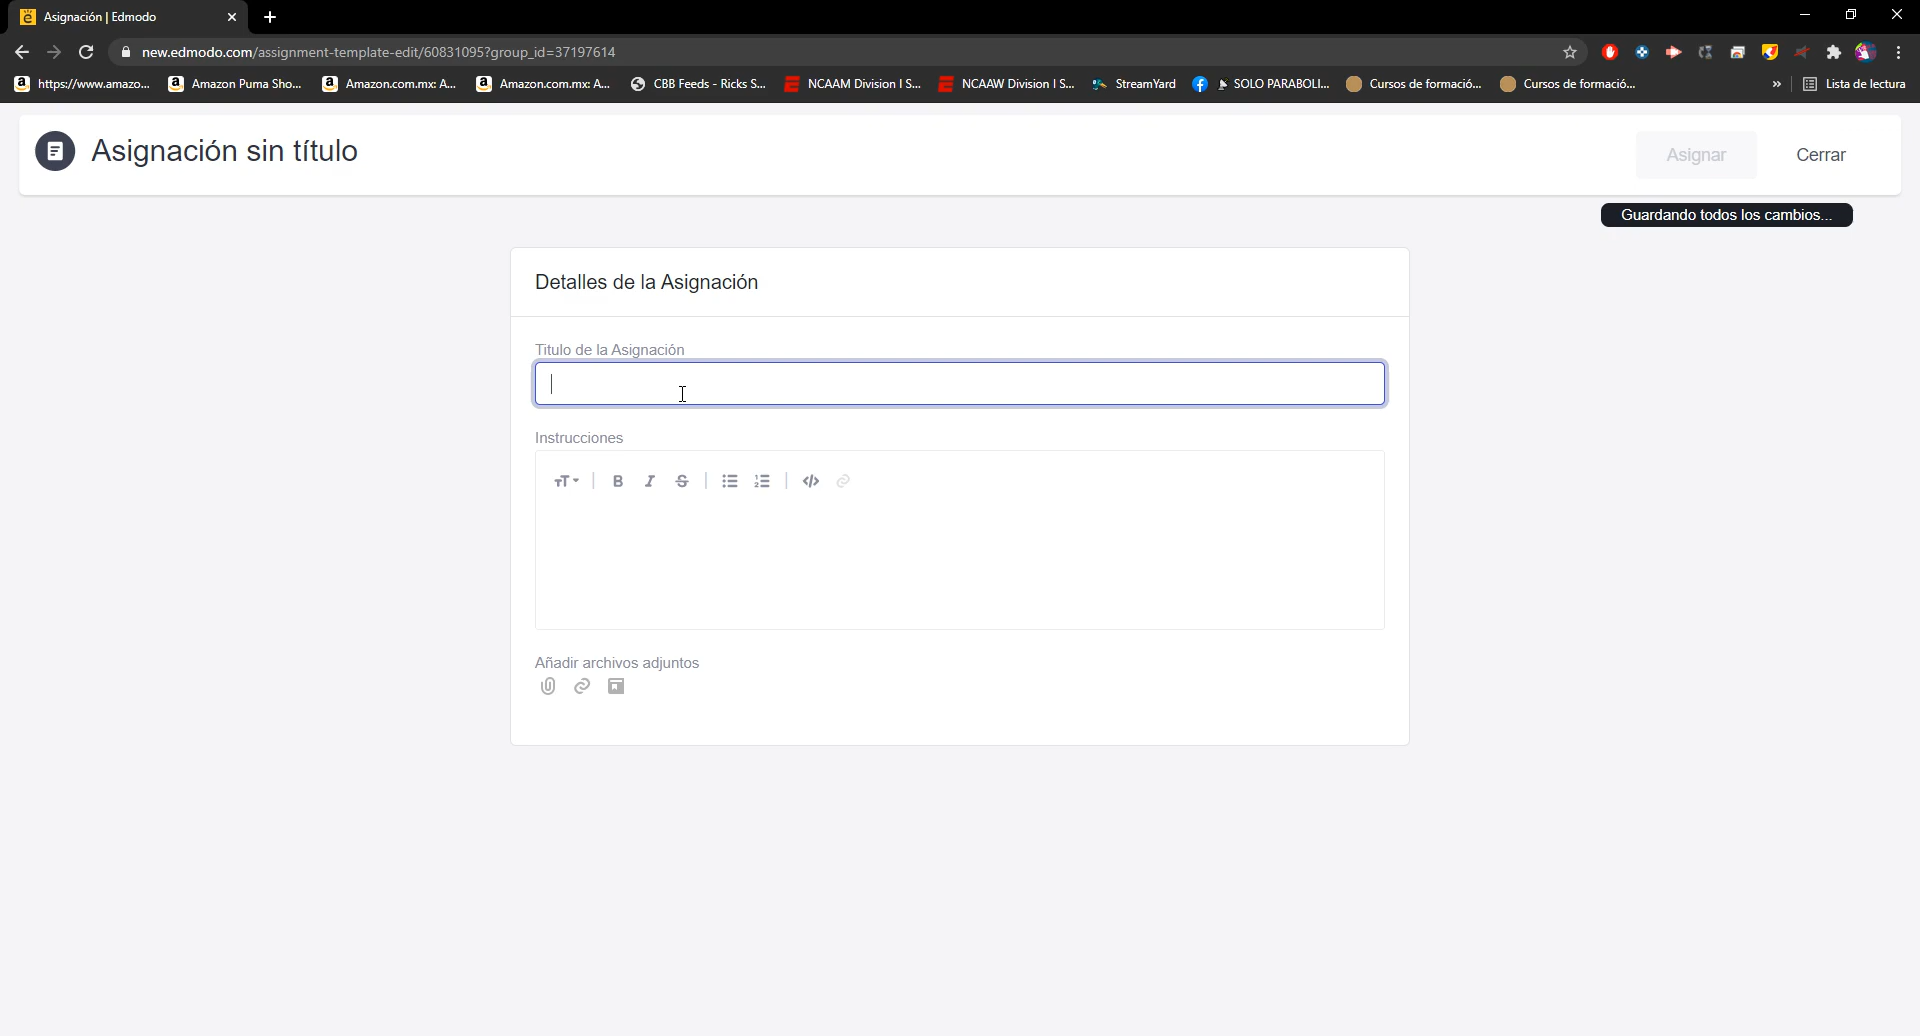 Asignación | Edmodo
new.edmodo.com/assignment-template-edit/60831095?group_id=37197614
https://www.amazo... Amazon Puma Sho... Amazon.com.mx: A... Amazon.com.mx: A... CBB Feeds - Ricks S... NCAAM Division I S... NCAAW Division I S... StreamYard SOLO PARABOLI... Cursos de formació... Cursos de formació... » Lista de lectura
Asignación sin título
Asignar Cerrar
Guardando todos los cambios...
Detalles de la Asignación
Titulo de la Asignación
Instrucciones
Añadir archivos adjuntos